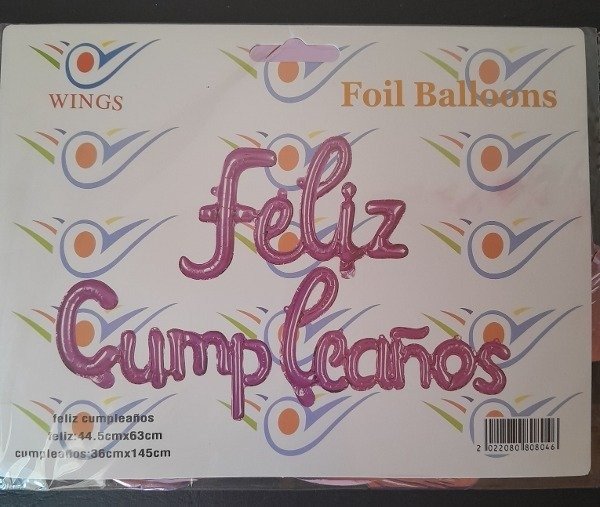 WINGS
Foil Balloons
Feliz
Cumpleaños
feliz cumpleaños
feliz:44.5cmx63cm
cumpleaños:36cmx145cm
2 022080 808046